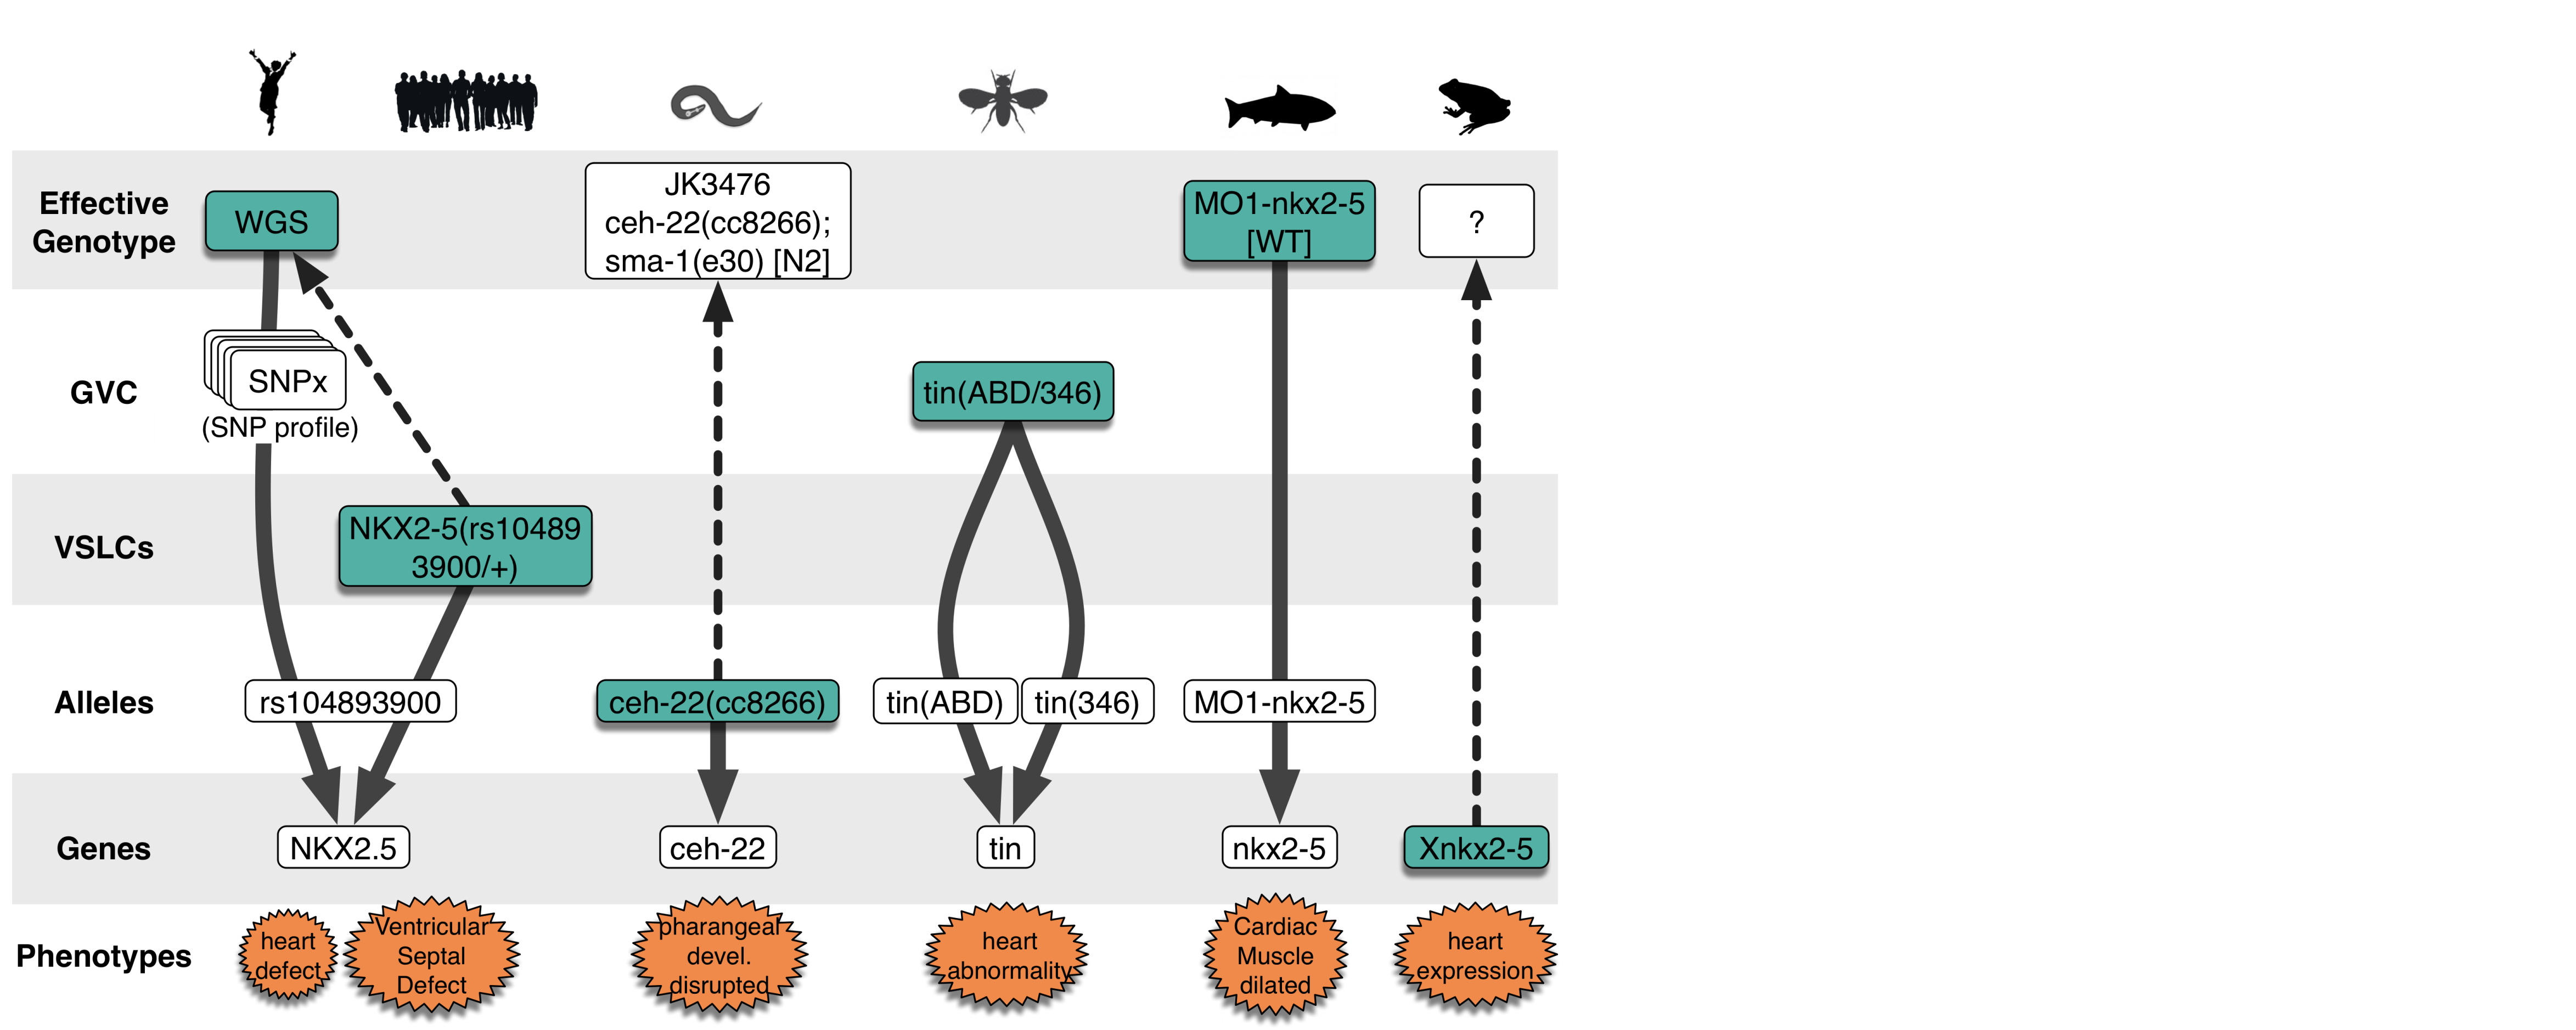 Effective
Genotype
WGS
JK3476
ceh-22(cc8266);
sma-1(e30) [N2]
MO1-nkx2-5
[WT]
?
GVC
SNPx
(SNP profile)
tin(ABD/346)
VSLCs
NKX2-5(rs10489
3900/+)
Alleles
rs104893900
ceh-22(cc8266)
tin(ABD)
tin(346)
MO1-nkx2-5
Genes
NKX2.5
ceh-22
tin
nkx2-5
Xnkx2-5
Phenotypes
heart
defect
Ventricular
Septal
Defect
pharangeal
devel.
disrupted
heart
abnormality
Cardiac
Muscle
dilated
heart
expression